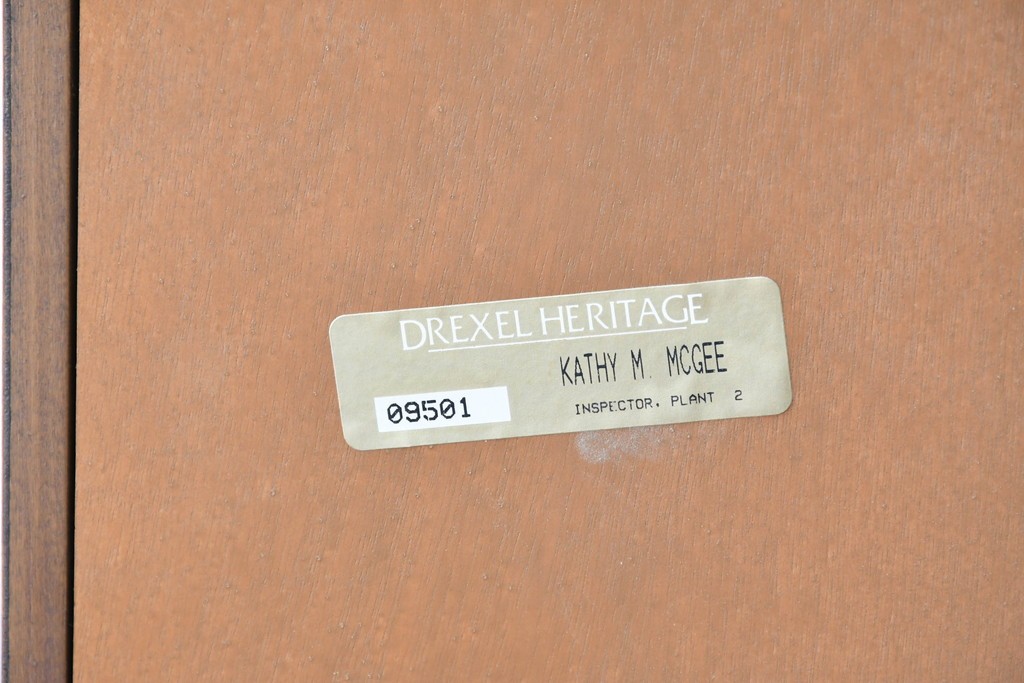 DREXEL HERITAGE
KATHY M. MCGEE
09501
INSPECTOR, PLANT 2